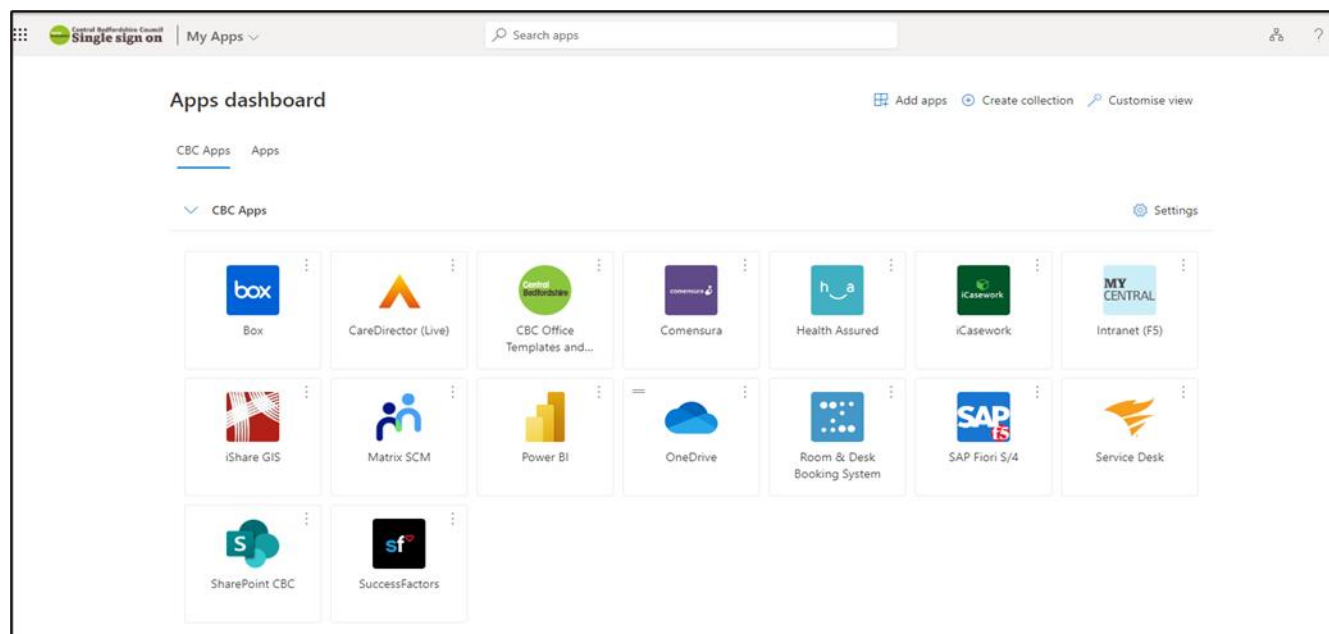 Central Bedfordshire Council
Single sign on
My Apps
Search apps
?
Apps dashboard
Add apps
Create collection
Customise view
CBC Apps
Apps
CBC Apps
Settings
box
Box
CareDirector (Live)
Central
Bedfordshire
CBC Office
Templates and...
comensura
Comensura
h a
Health Assured
iCasework
iCasework
MY
CENTRAL
Intranet (F5)
iShare GIS
Matrix SCM
Power BI
OneDrive
Room & Desk
Booking System
SAP
f5
SAP Fiori S/4
Service Desk
S
SharePoint CBC
sf
SuccessFactors